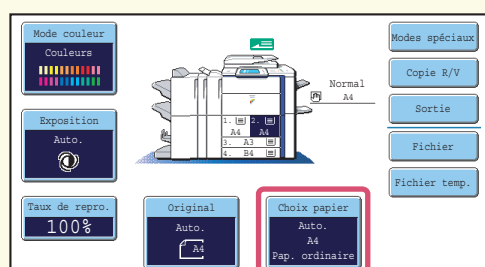 Mode couleur
Couleurs
Exposition
Auto.
Taux de repro.
100%
1.
2.
A4
A4
3. A3
4. B4
Normal
A4
Original
Auto.
A4
Choix papier
Auto.
A4
Pap. ordinaire
Modes spéciaux
Copie R/V
Sortie
Fichier
Fichier temp.